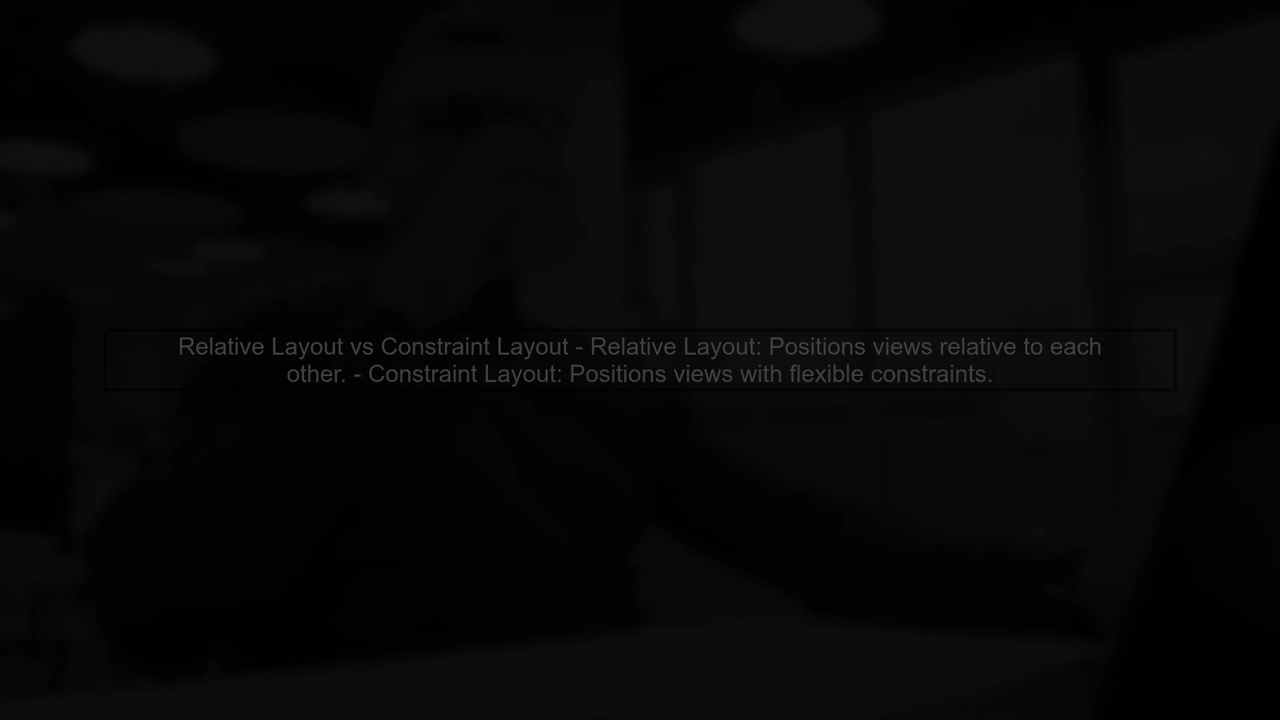 Relative Layout vs Constraint Layout - Relative Layout: Positions views relative to each
other. - Constraint Layout: Positions views with flexible constraints.